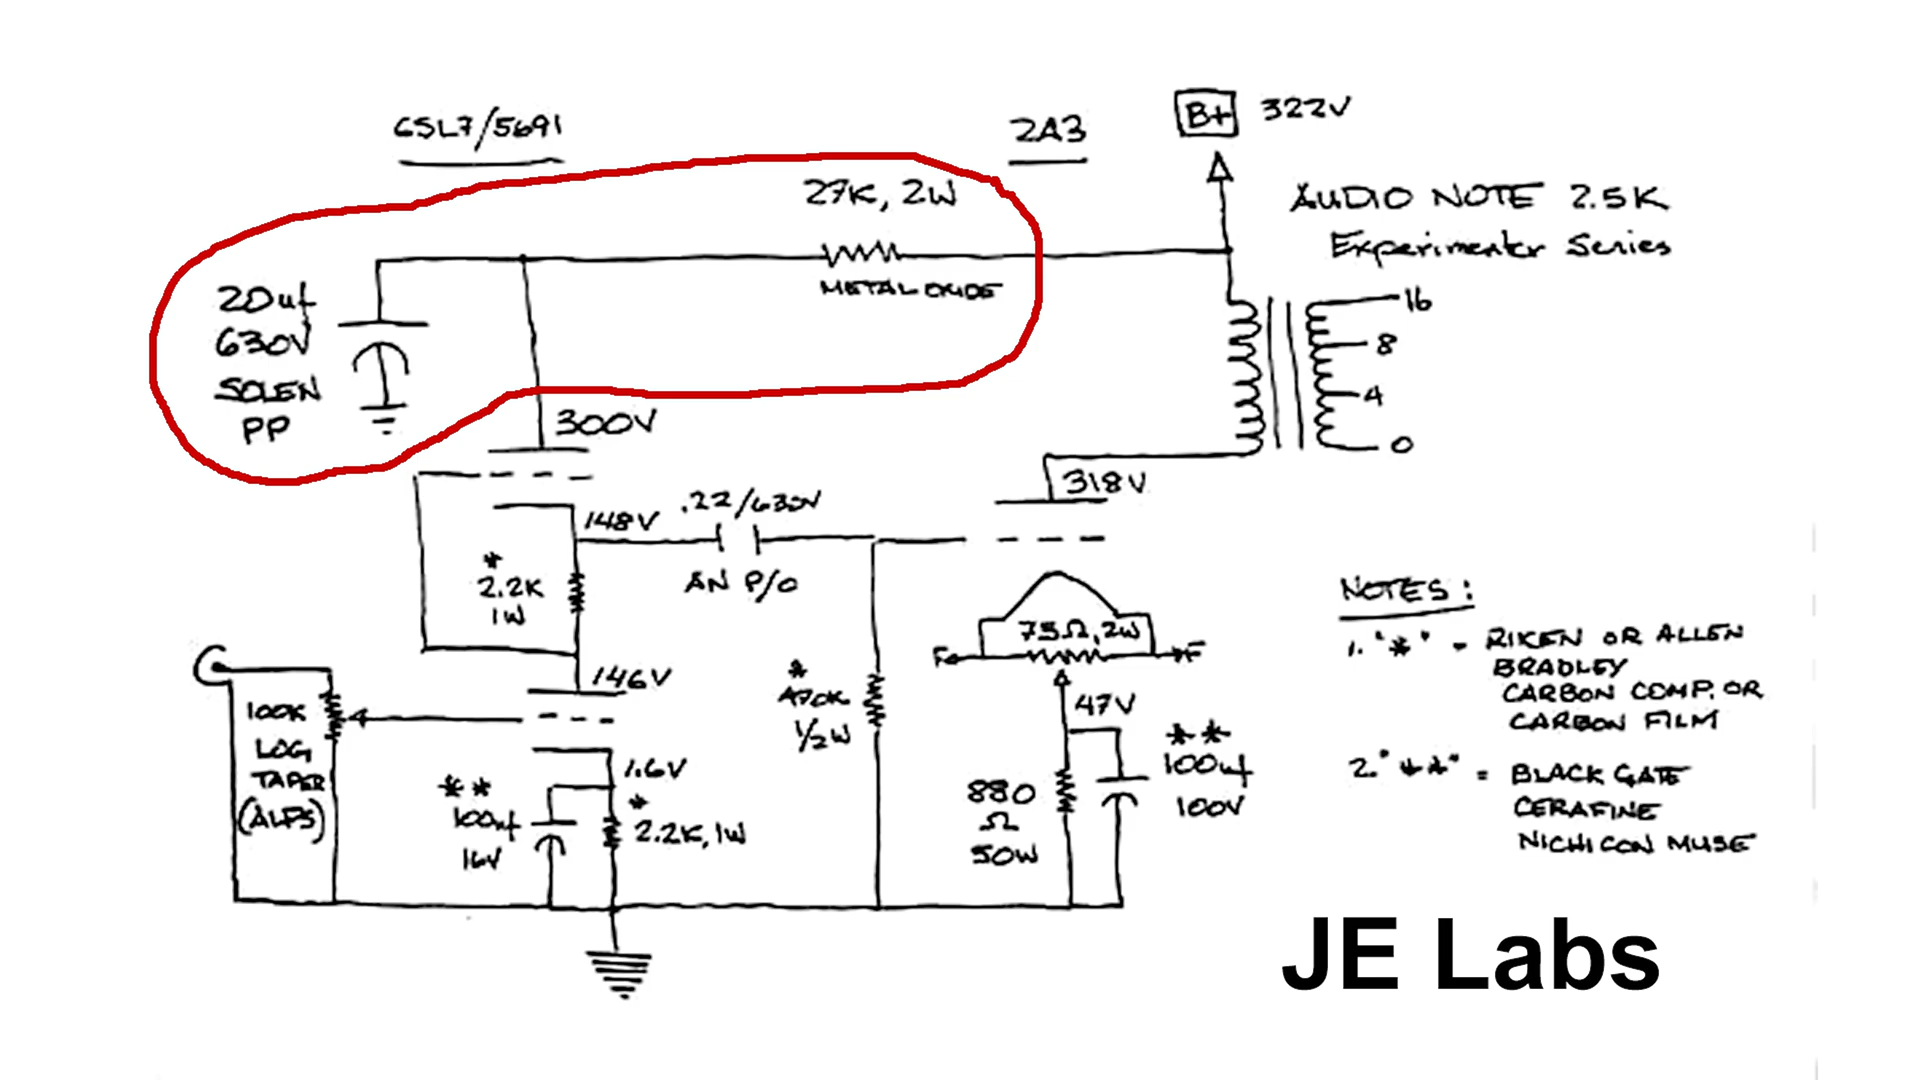 6SL7/5691
2A3
B+
322V
27K, 2W
METAL OXIDE
AUDIO NOTE 2.5K
Experimenter Series
16
8
4
0
20uf
630V
SOLEN
PP
300V
318V
148V
.22/630V
AN P/O
*
2.2K
1W
146V
100K
LOG
TAPER
(ALPS)
*
470K
1/2W
75Ω, 2W
F
F
47V
**
100uf
100V
880
Ω
50W
1.6V
**
100uf
16V
*
2.2K, 1W
NOTES:
1. "*" - RIKEN OR ALLEN
BRADLEY
CARBON COMP. OR
CARBON FILM
2. "**" = BLACK GATE
CERAFINE
NICHICON MUSE
JE Labs